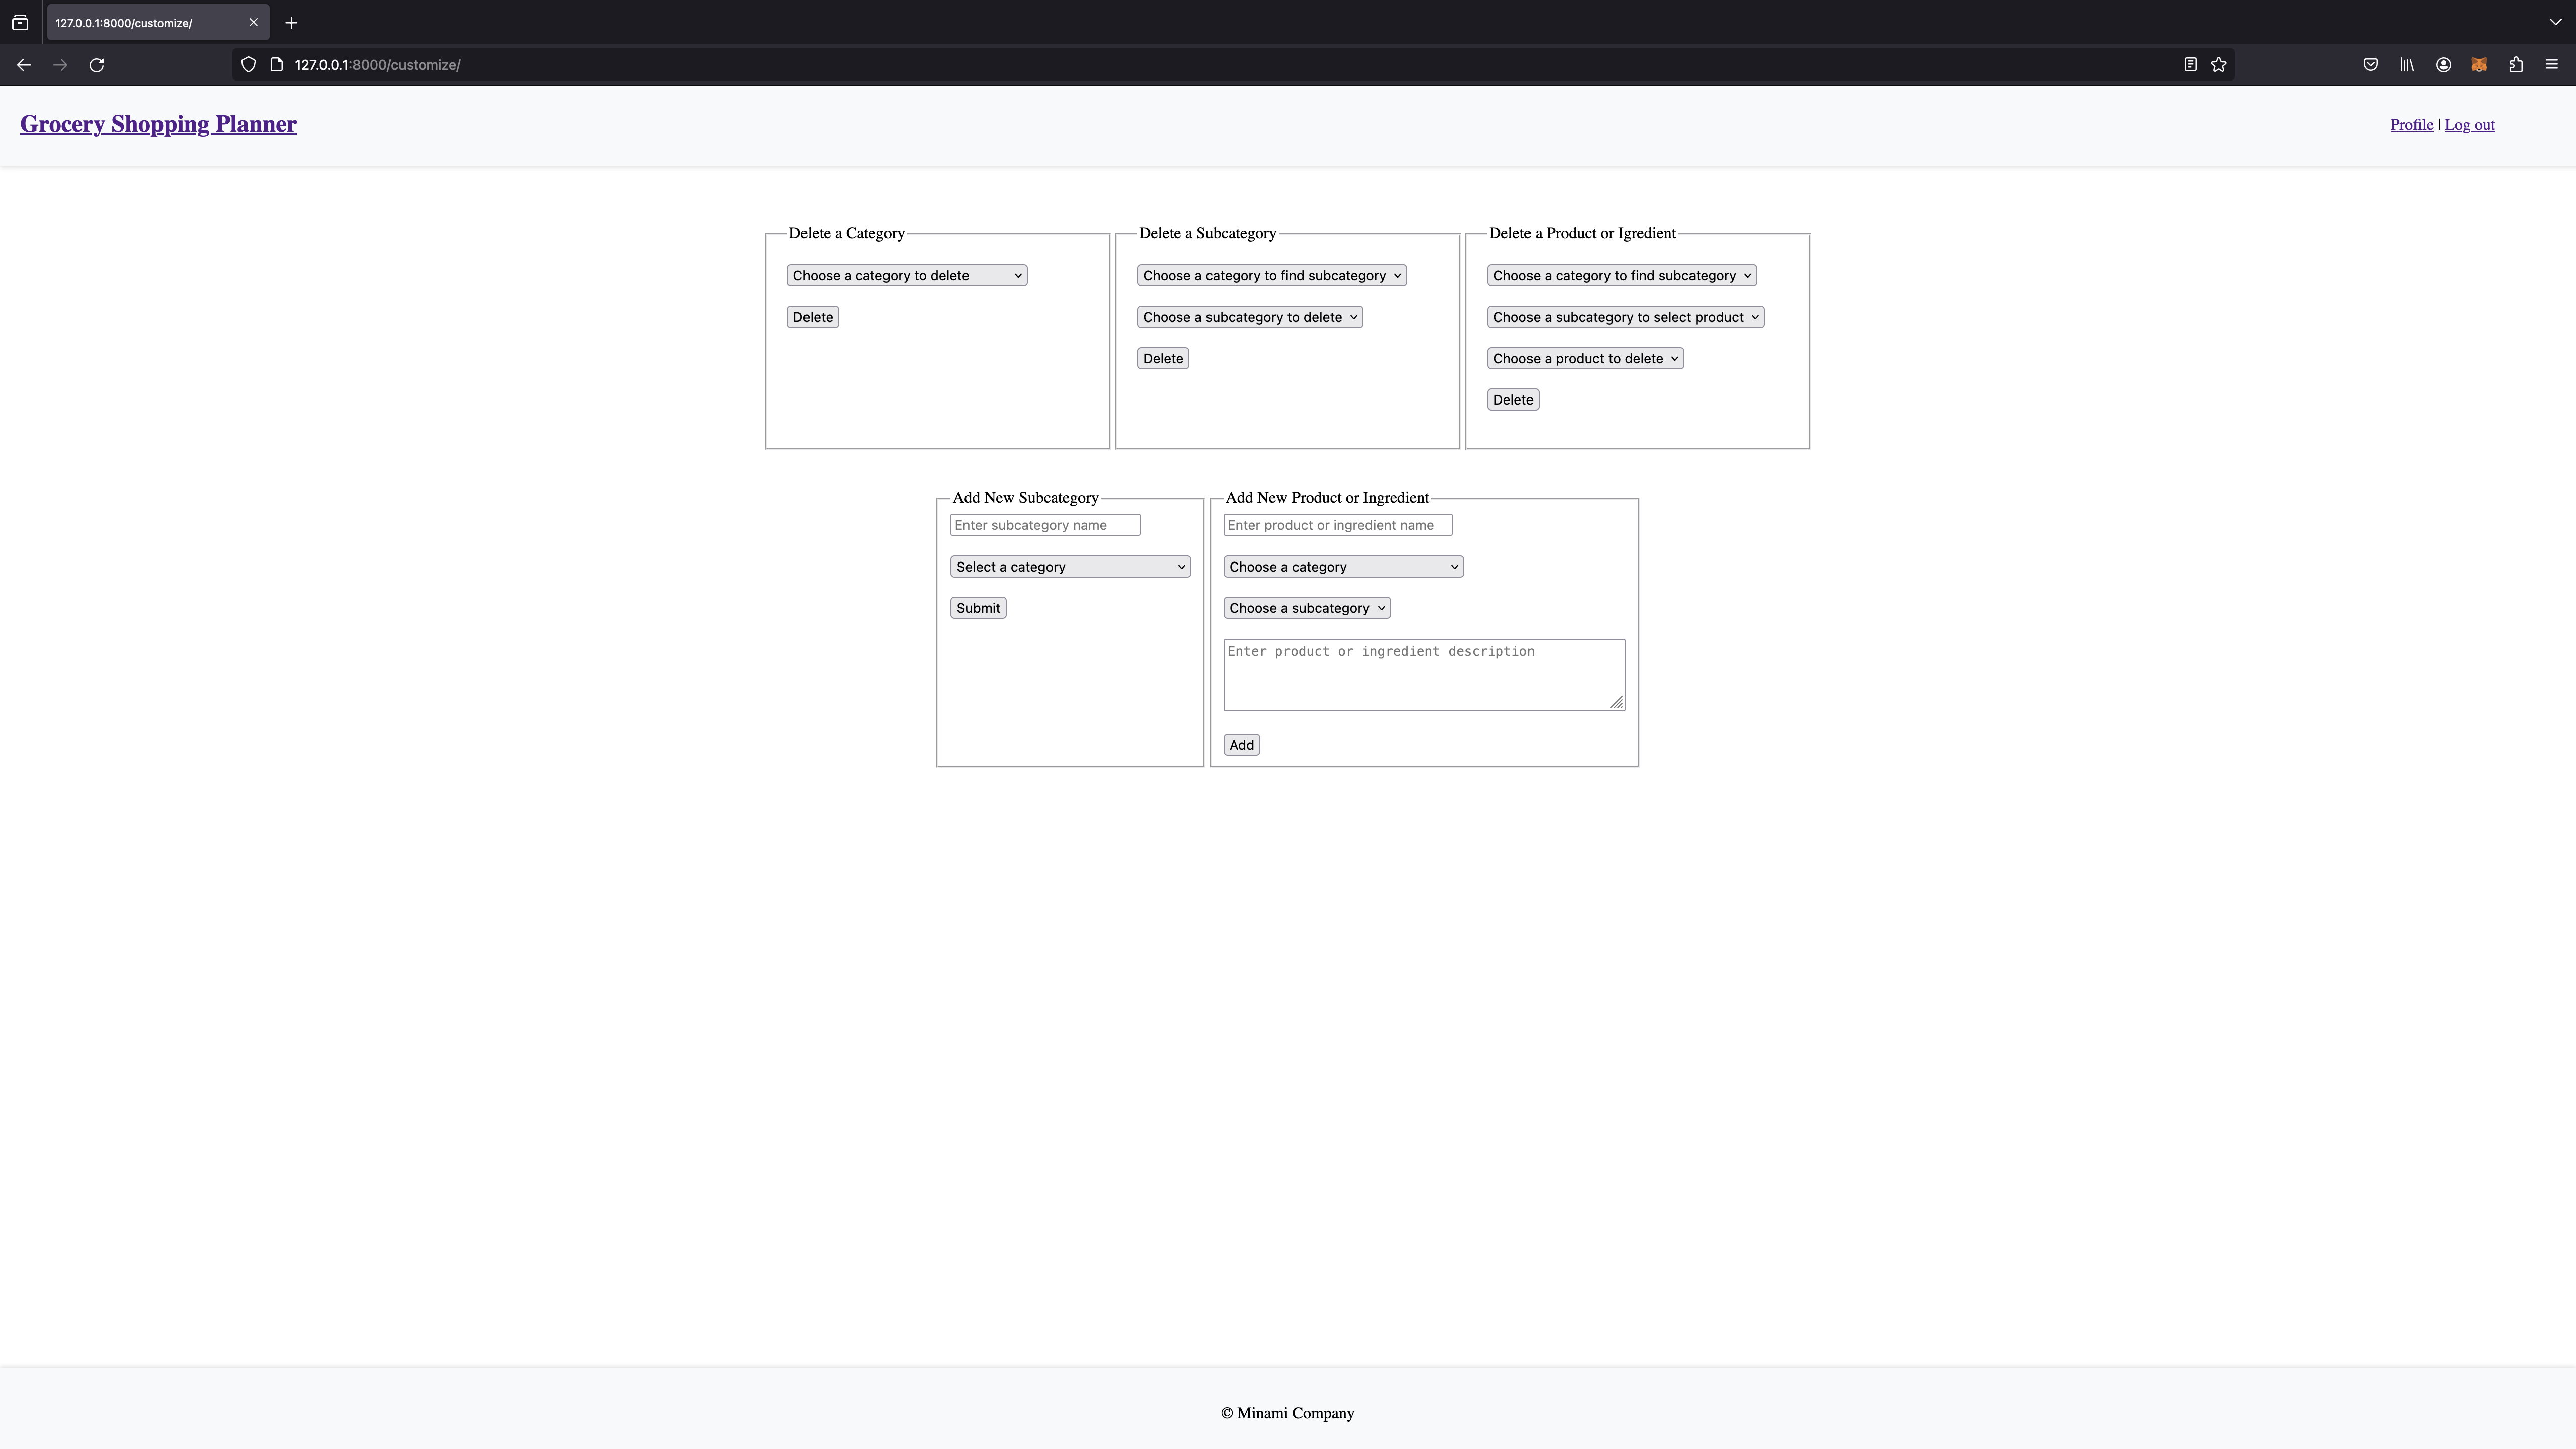 127.0.0.1:8000/customize/
127.0.0.1:8000/customize/
Grocery Shopping Planner
Profile | Log out
Delete a Category
Choose a category to delete
Delete
Delete a Subcategory
Choose a category to find subcategory
Choose a subcategory to delete
Delete
Delete a Product or Igredient
Choose a category to find subcategory
Choose a subcategory to select product
Choose a product to delete
Delete
Add New Subcategory
Enter subcategory name
Select a category
Submit
Add New Product or Ingredient
Enter product or ingredient name
Choose a category
Choose a subcategory
Enter product or ingredient description
Add
© Minami Company